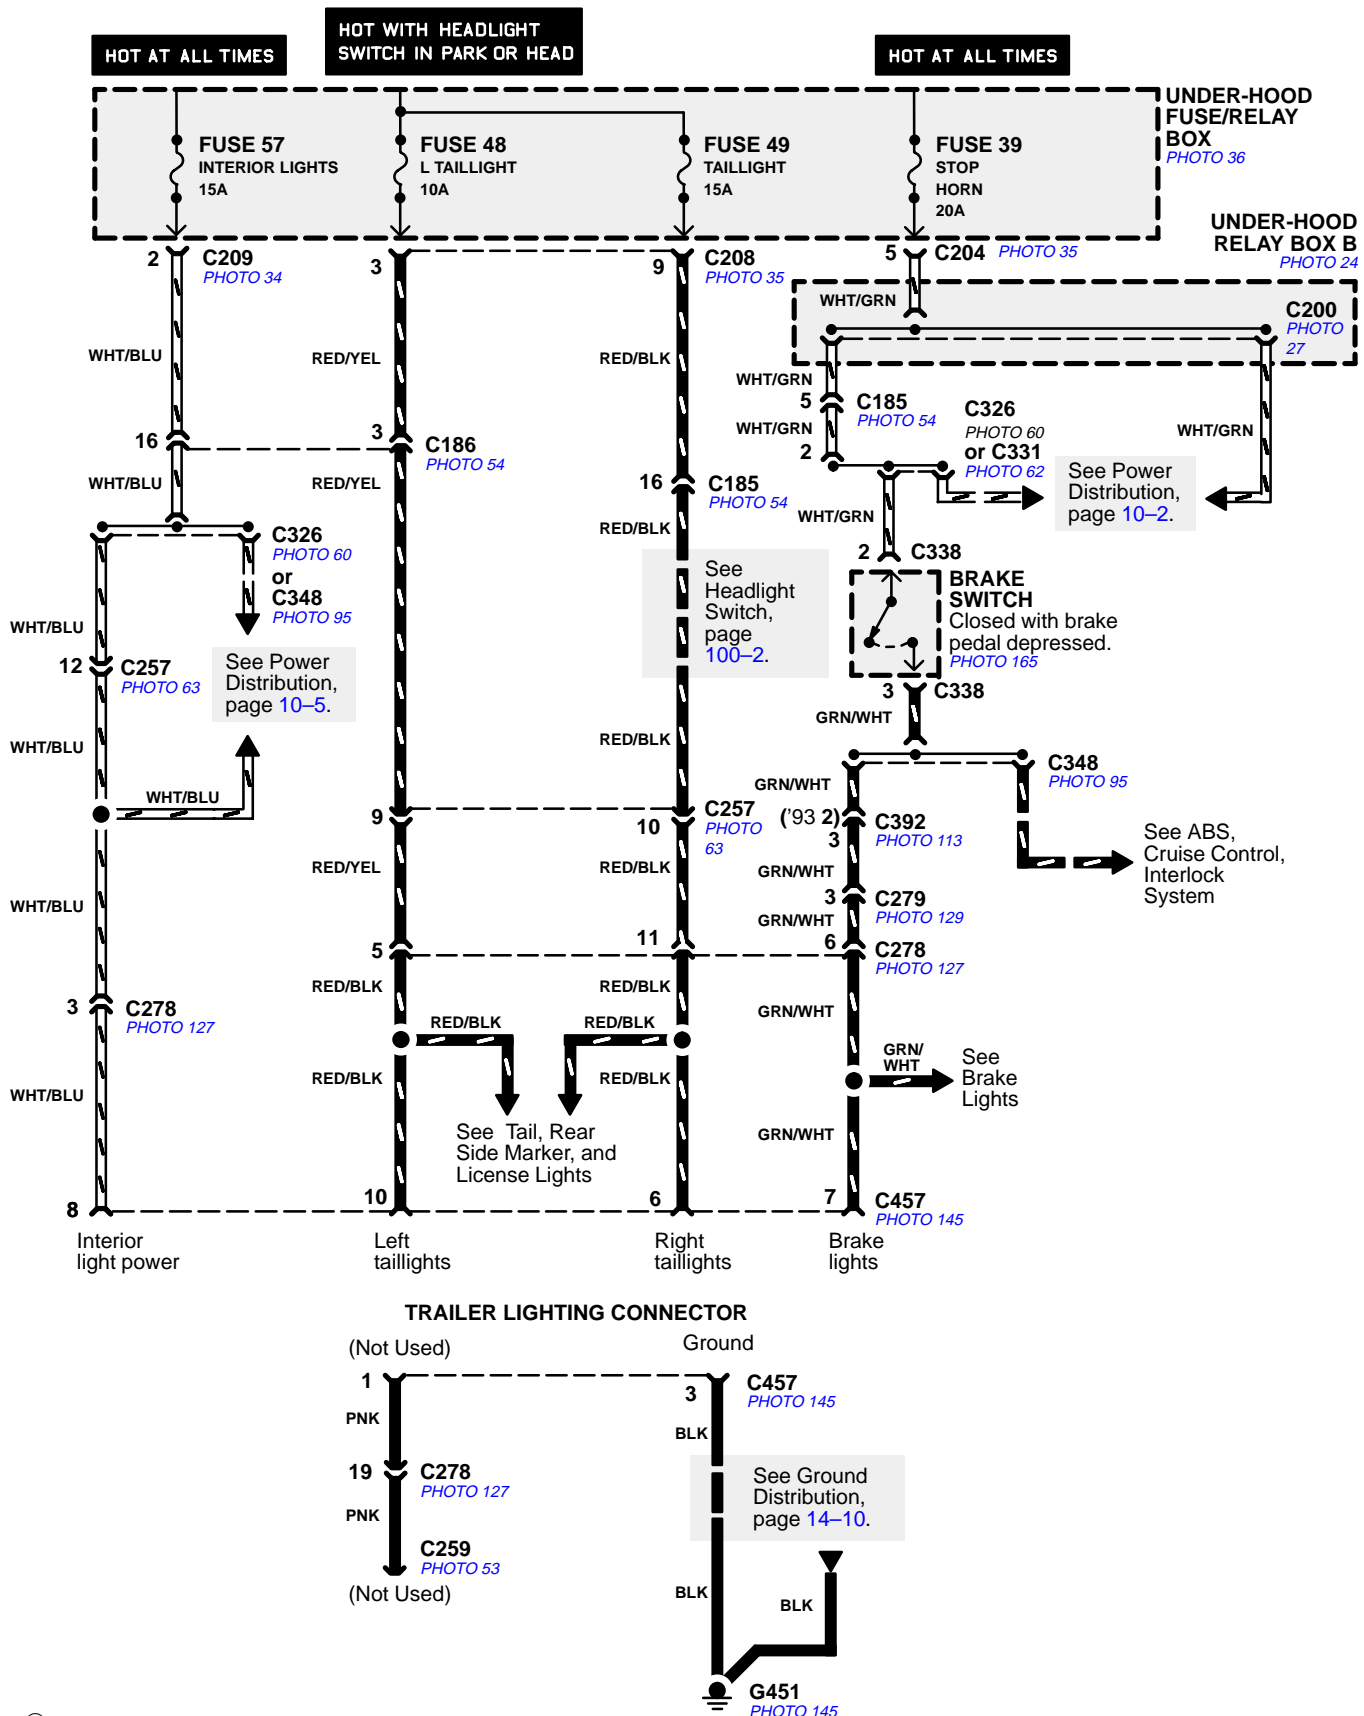 HOT AT ALL TIMES
HOT WITH HEADLIGHT
SWITCH IN PARK OR HEAD
HOT AT ALL TIMES
UNDER-HOOD
FUSE/RELAY
BOX
PHOTO 36
FUSE 57
INTERIOR LIGHTS
15A
FUSE 48
L TAILLIGHT
10A
FUSE 49
TAILLIGHT
15A
FUSE 39
STOP
HORN
20A
UNDER-HOOD
RELAY BOX B
PHOTO 24
2
C209
PHOTO 34
3
9
C208
PHOTO 35
5
C204
PHOTO 35
WHT/GRN
C200
PHOTO
27
WHT/BLU
RED/YEL
RED/BLK
WHT/GRN
5
C185
PHOTO 54
WHT/GRN
2
C326
PHOTO 60
or C331
PHOTO 62
WHT/GRN
See Power
Distribution,
page 10–2.
16
3
C186
PHOTO 54
WHT/BLU
RED/YEL
16
C185
PHOTO 54
RED/BLK
WHT/GRN
C326
PHOTO 60
or
C348
PHOTO 95
See
Headlight
Switch,
page
100–2.
2
C338
BRAKE
SWITCH
Closed with brake
pedal depressed.
PHOTO 165
3
C338
WHT/BLU
12
C257
PHOTO 63
See Power
Distribution,
page 10–5.
GRN/WHT
WHT/BLU
RED/BLK
WHT/BLU
C348
PHOTO 95
GRN/WHT
9
10
C257
PHOTO
63
('93 2)
3
C392
PHOTO 113
See ABS,
Cruise Control,
Interlock
System
RED/YEL
RED/BLK
GRN/WHT
3
C279
PHOTO 129
WHT/BLU
GRN/WHT
5
11
6
C278
PHOTO 127
RED/BLK
RED/BLK
3
C278
PHOTO 127
GRN/WHT
RED/BLK
RED/BLK
GRN/
WHT
See
Brake
Lights
WHT/BLU
RED/BLK
RED/BLK
See Tail, Rear
Side Marker, and
License Lights
GRN/WHT
8
10
6
7
C457
PHOTO 145
Interior
light power
Left
taillights
Right
taillights
Brake
lights
TRAILER LIGHTING CONNECTOR
(Not Used)
Ground
1
3
C457
PHOTO 145
PNK
BLK
19
C278
PHOTO 127
See Ground
Distribution,
page 14–10.
PNK
C259
PHOTO 53
(Not Used)
BLK
BLK
G451
PHOTO 145